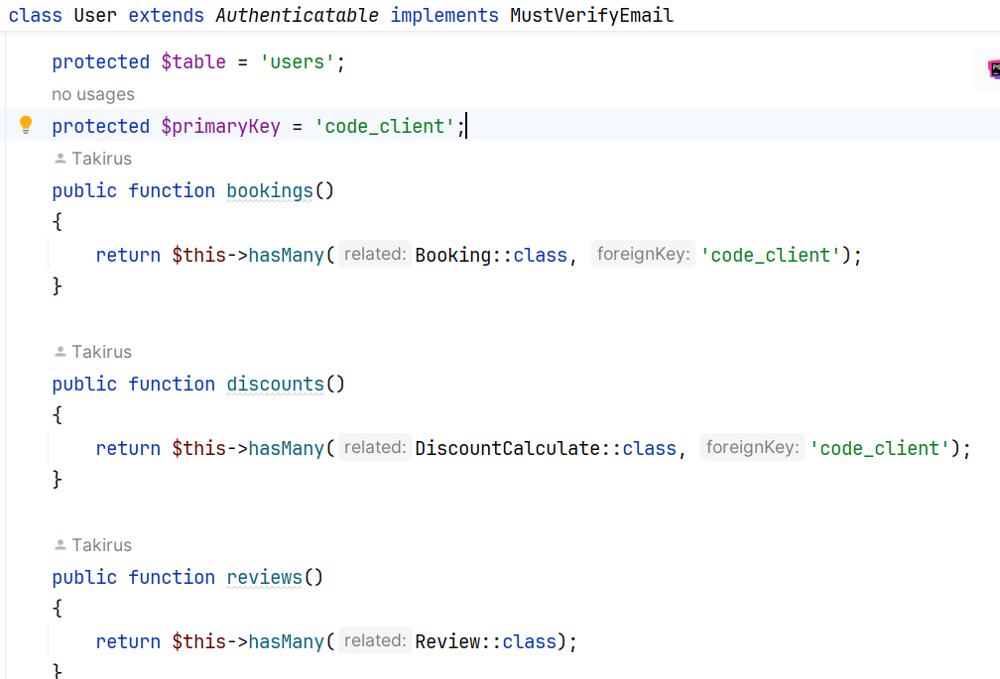 class User extends Authenticatable implements MustVerifyEmail
protected $table = 'users';
no usages
protected $primaryKey = 'code_client';
Takirus
public function bookings()
{
return $this->hasMany( related: Booking::class, foreignKey: 'code_client');
}
Takirus
public function discounts()
{
return $this->hasMany( related: DiscountCalculate::class, foreignKey: 'code_client');
}
Takirus
public function reviews()
{
return $this->hasMany( related: Review::class);
}